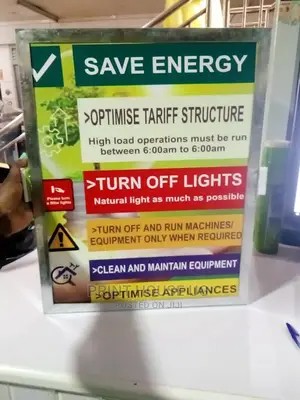 SAVE ENERGY
>OPTIMISE TARIFF STRUCTURE
High load operations must be run
between 6:00am to 6:00am
>TURN OFF LIGHTS
Natural light as much as possible
>TURN OFF AND RUN MACHINES/
EQUIPMENT ONLY WHEN REQUIRED
>CLEAN AND MAINTAIN EQUIPMENT
>OPTIMISE APPLIANCES